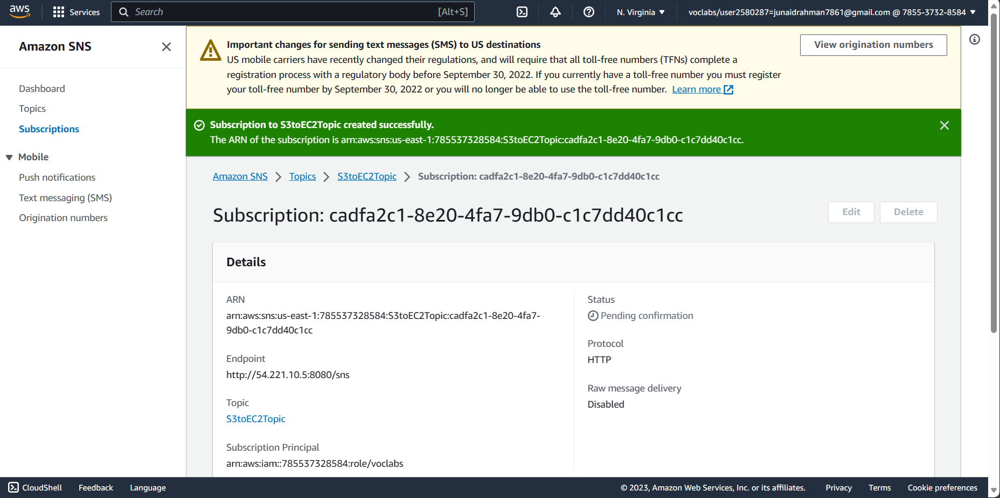 aws
Services
Search
[Alt+S]
N. Virginia
voclabs/user2580287=junaidrahman7861@gmail.com @ 7855-3732-8584
Amazon SNS
Dashboard
Topics
Subscriptions
Mobile
Push notifications
Text messaging (SMS)
Origination numbers
Important changes for sending text messages (SMS) to US destinations
US mobile carriers have recently changed their regulations, and will require that all toll-free numbers (TFNs) complete a
registration process with a regulatory body before September 30, 2022. If you currently have a toll-free number you must register
your toll-free number by September 30, 2022 or you will no longer be able to use the toll-free number. Learn more
View origination numbers
Subscription to S3toEC2Topic created successfully.
The ARN of the subscription is arn:aws:sns:us-east-1:785537328584:S3toEC2Topic:cadfa2c1-8e20-4fa7-9db0-c1c7dd40c1cc.
Amazon SNS
Topics
S3toEC2Topic
Subscription: cadfa2c1-8e20-4fa7-9db0-c1c7dd40c1cc
Subscription: cadfa2c1-8e20-4fa7-9db0-c1c7dd40c1cc
Edit
Delete
Details
ARN
arn:aws:sns:us-east-1:785537328584:S3toEC2Topic:cadfa2c1-8e20-4fa7-
9db0-c1c7dd40c1cc
Endpoint
http://54.221.10.5:8080/sns
Topic
S3toEC2Topic
Subscription Principal
arn:aws:iam::785537328584:role/voclabs
Status
Pending confirmation
Protocol
HTTP
Raw message delivery
Disabled
CloudShell
Feedback
Language
© 2023, Amazon Web Services, Inc. or its affiliates.
Privacy
Terms
Cookie preferences